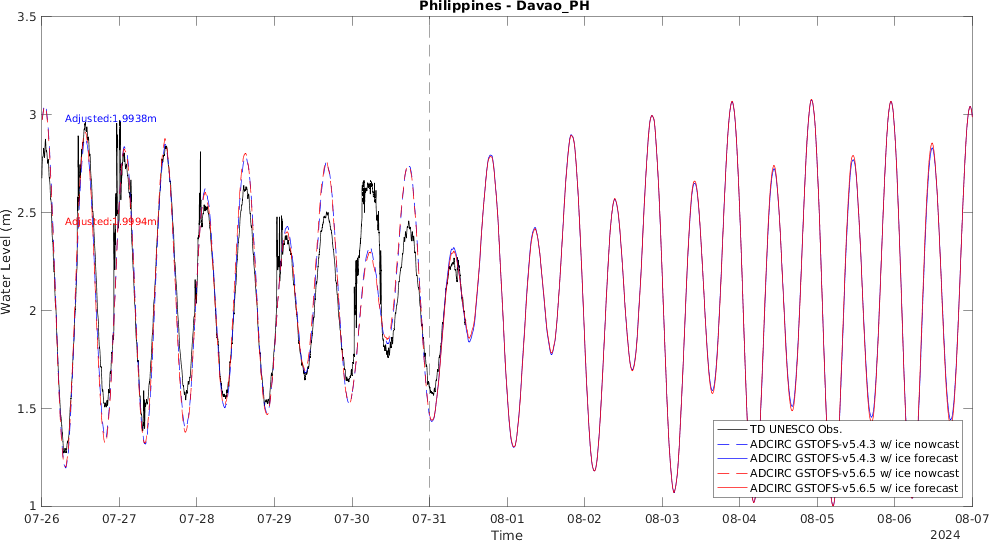 Philippines - Davao_PH
3.5
3
2.5
2
1.5
1
Water Level (m)
Adjusted:1.9938m
Adjusted:1.9994m
TD UNESCO Obs.
ADCIRC GSTOFS-v5.4.3 w/ ice nowcast
ADCIRC GSTOFS-v5.4.3 w/ ice forecast
ADCIRC GSTOFS-v5.6.5 w/ ice nowcast
ADCIRC GSTOFS-v5.6.5 w/ ice forecast
07-26 07-27 07-28 07-29 07-30 07-31 08-01 08-02 08-03 08-04 08-05 08-06 08-07
Time
2024